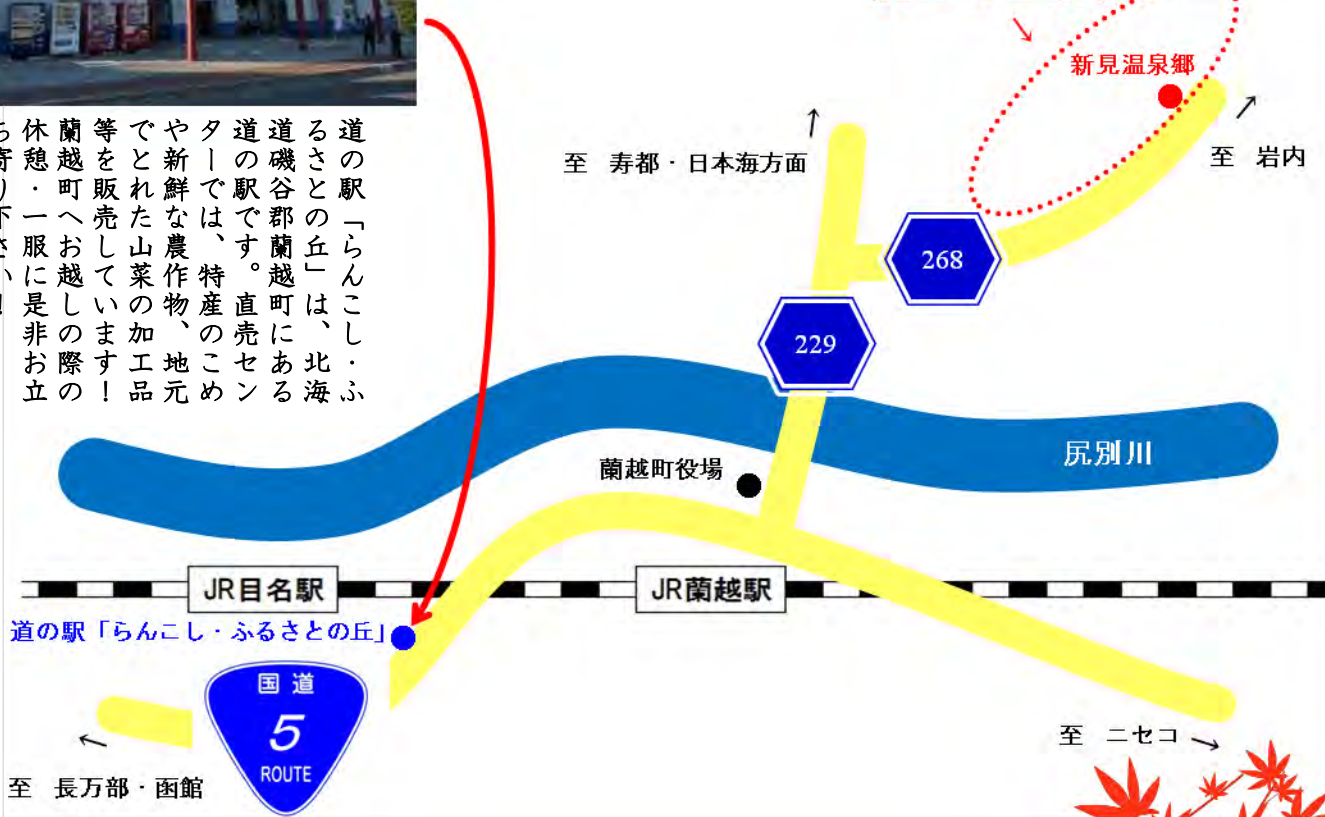 道の駅「らんこし・ふ
るさとの丘」は、北海
道磯谷郡蘭越町にある
道の駅です。直売セン
ターでは、特産のこめ
や新鮮な農作物、地元
でとれた山菜の加工品
等を販売しています！
蘭越町へお越しの際の
休憩・一服に是非お立
ち寄り下さい！
新見温泉郷
至 岩内
至 寿都・日本海方面
268
229
尻別川
蘭越町役場
JR目名駅
JR蘭越駅
道の駅「らんこし・ふるさとの丘」
国道
5
ROUTE
至 ニセコ
至 長万部・函館